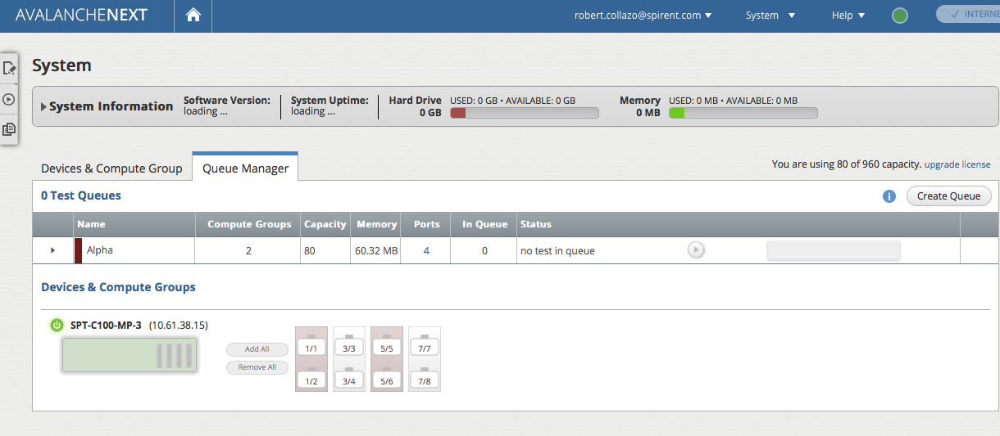 AVALANCHENEXT
robert.collazo@spirent.com
System
Help
INTERNE
System
System Information
Software Version:
loading ...
System Uptime:
loading ...
Hard Drive
0 GB
USED: 0 GB • AVAILABLE: 0 GB
Memory
0 MB
USED: 0 MB • AVAILABLE: 0 MB
Devices & Compute Group
Queue Manager
You are using 80 of 960 capacity. upgrade license
0 Test Queues
i
Create Queue
Name Compute Groups Capacity Memory Ports In Queue Status
Alpha 2 80 60.32 MB 4 0 no test in queue
Devices & Compute Groups
SPT-C100-MP-3 (10.61.38.15)
Add All
Remove All
1/1 3/3 5/5 7/7
1/2 3/4 5/6 7/8